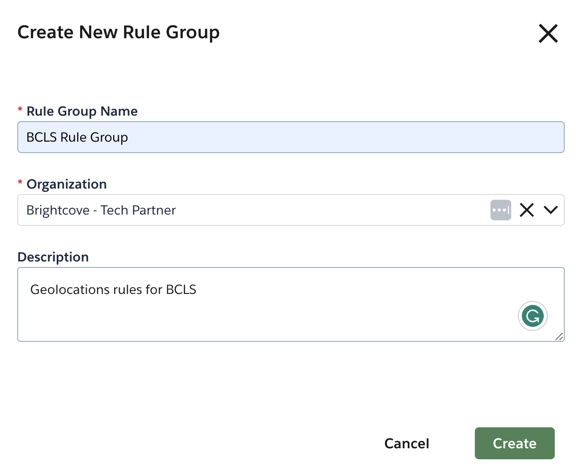 Create New Rule Group
* Rule Group Name
BCLS Rule Group
* Organization
Brightcove - Tech Partner
Description
Geolocations rules for BCLS
Cancel Create